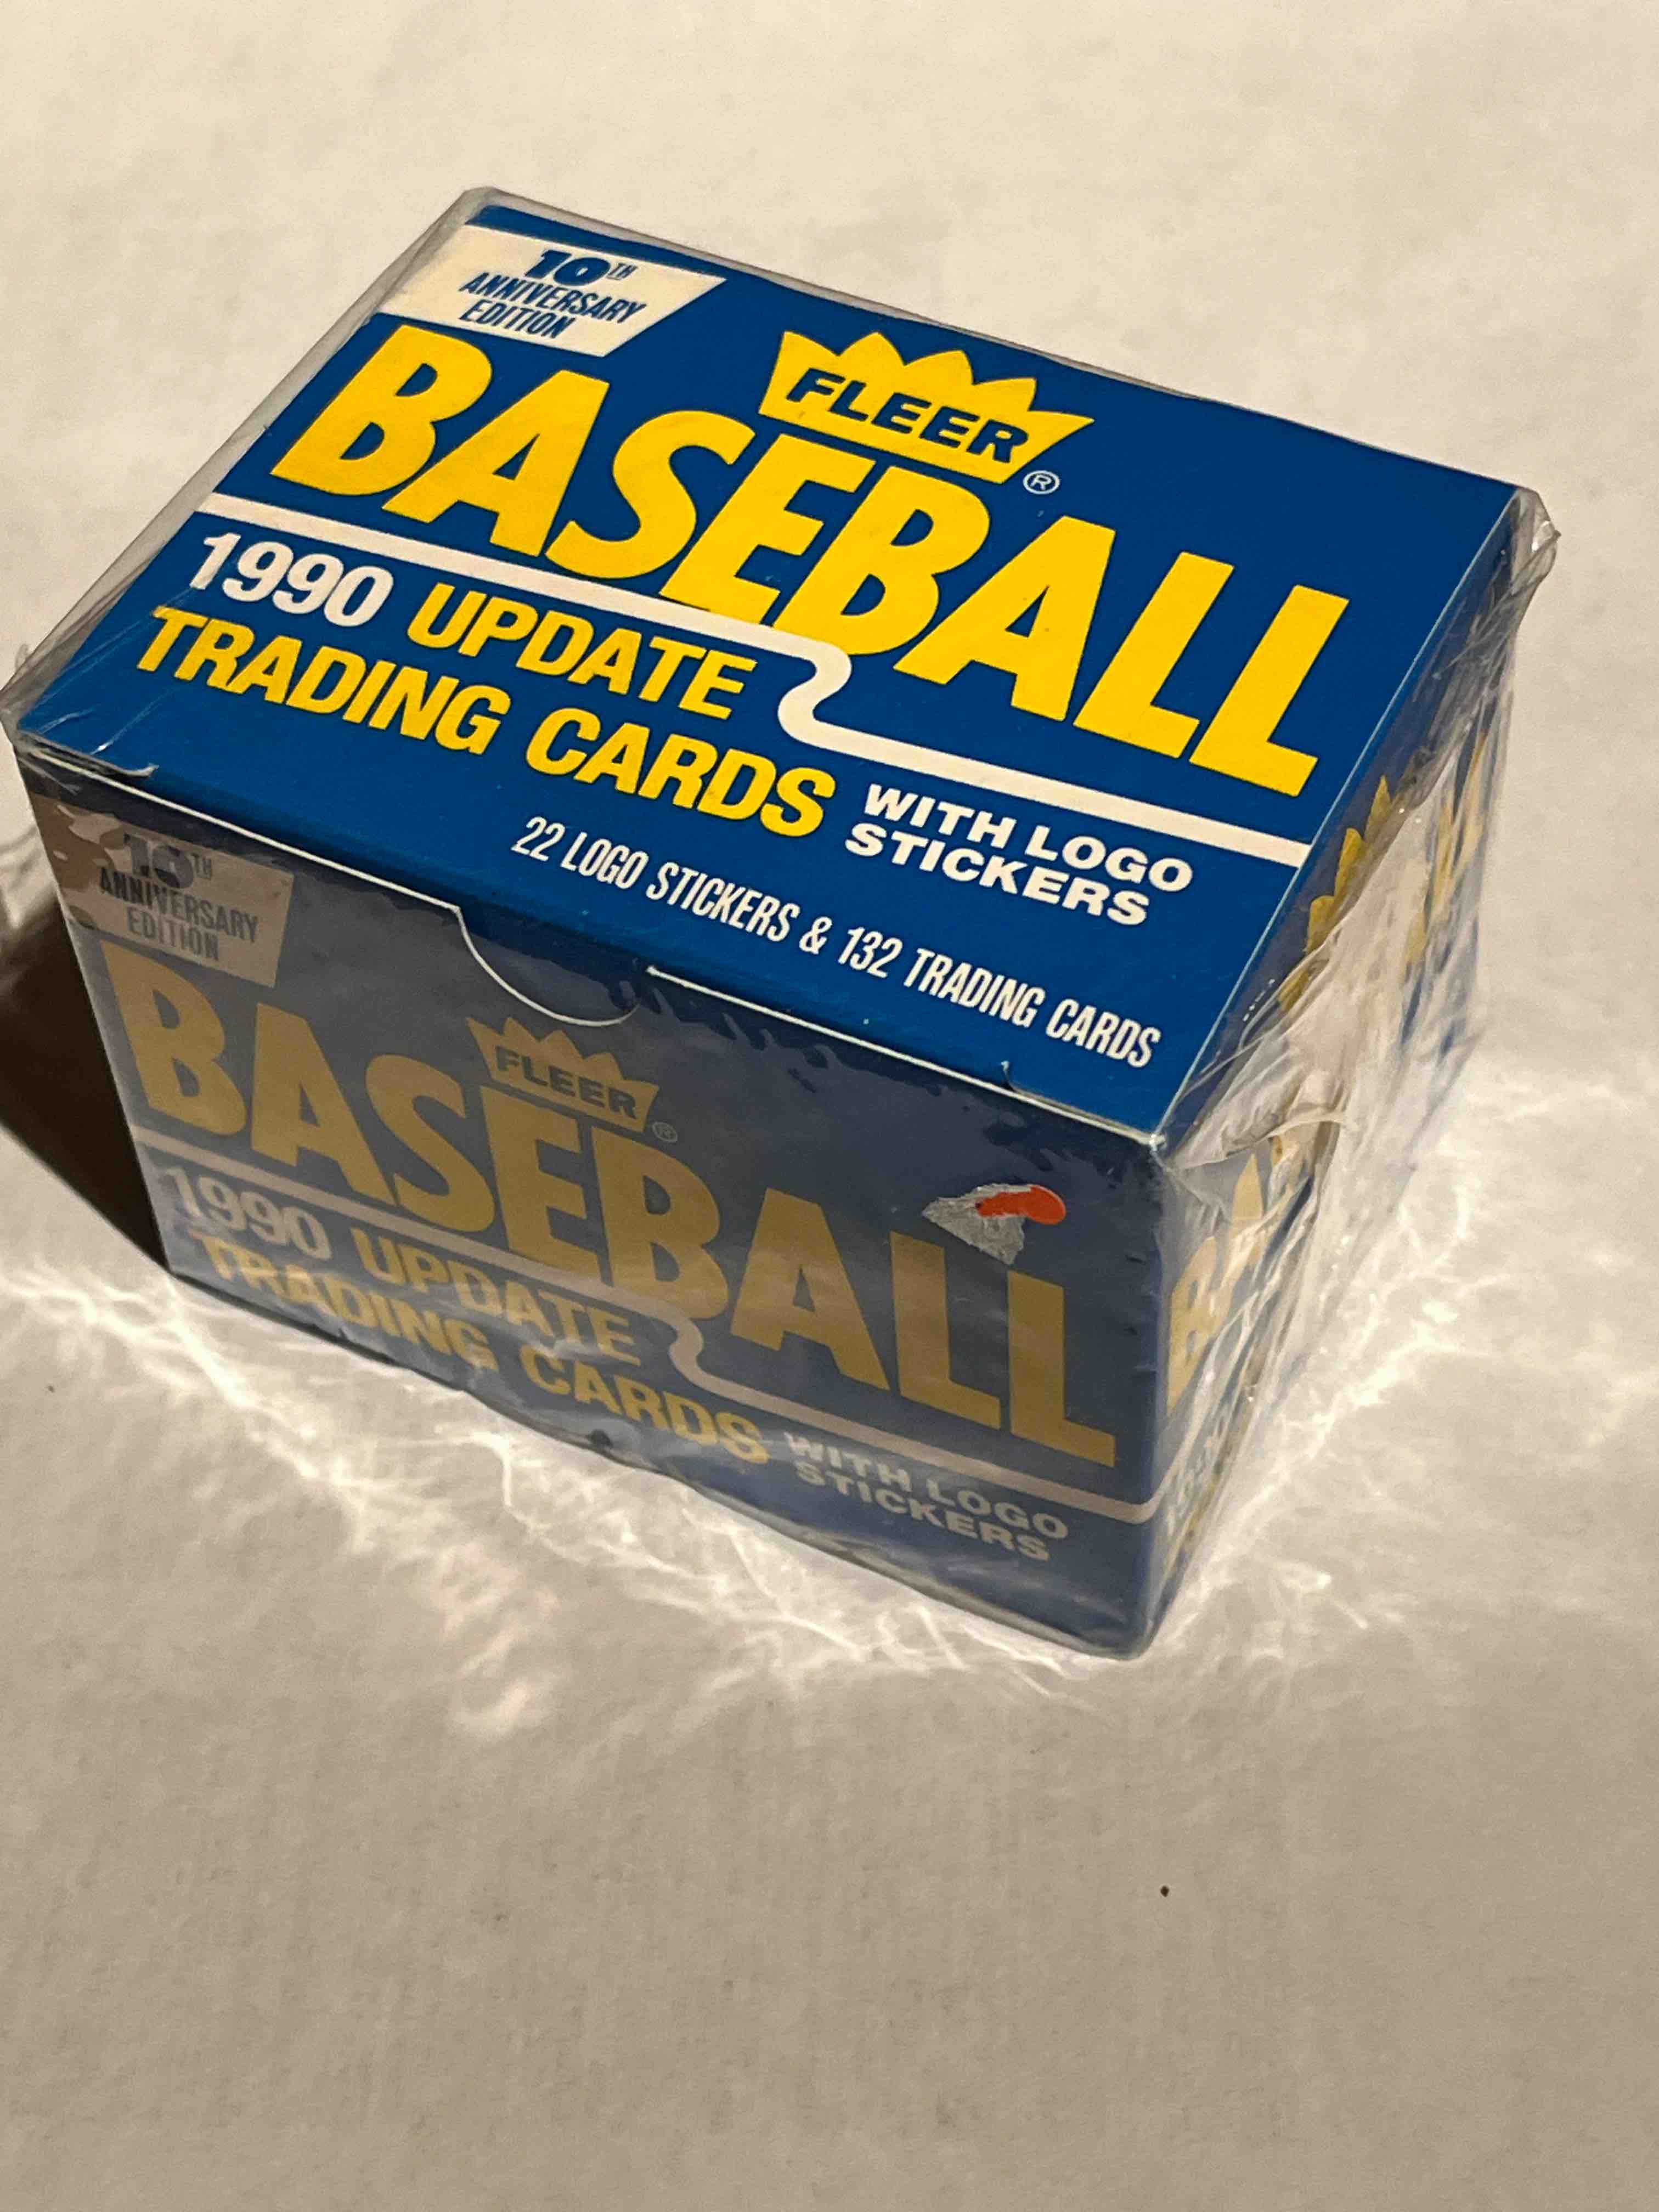 10TH
ANNIVERSARY
EDITION
FLEER®
BASEBALL
1990 UPDATE
TRADING CARDS
WITH LOGO
STICKERS
22 LOGO STICKERS & 132 TRADING CARDS
10TH
ANNIVERSARY
EDITION
FLEER®
BASEBALL
1990 UPDATE
TRADING CARDS
WITH LOGO
STICKERS